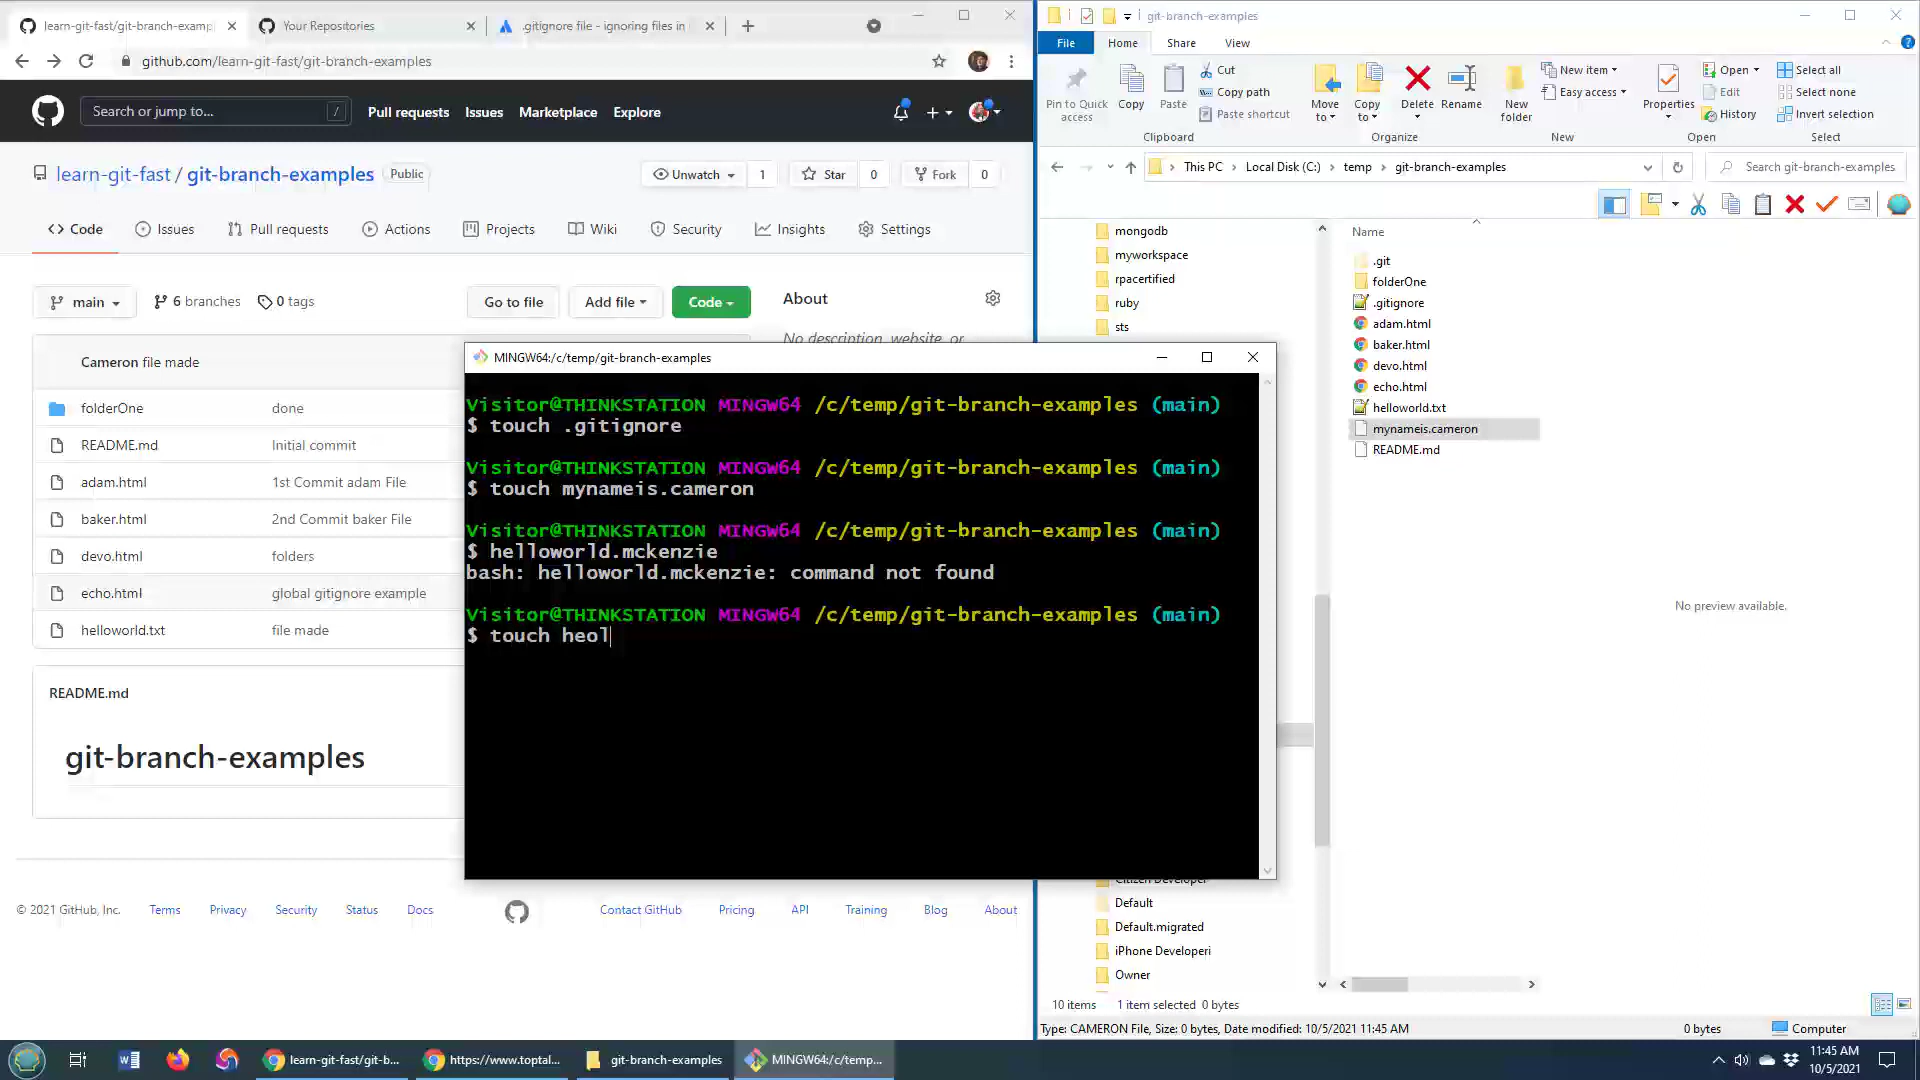 learn-git-fast/git-branch-examp
Your Repositories
.gitignore file - ignoring files in
github.com/learn-git-fast/git-branch-examples
Search or jump to...
/
Pull requests
Issues
Marketplace
Explore
learn-git-fast / git-branch-examples
Public
Unwatch
1
Star
0
Fork
0
<> Code
Issues
Pull requests
Actions
Projects
Wiki
Security
Insights
Settings
main
6 branches
0 tags
Go to file
Add file
Code
About
No description, website, or
Cameron file made
folderOne
done
README.md
Initial commit
adam.html
1st Commit adam File
baker.html
2nd Commit baker File
devo.html
folders
echo.html
global gitignore example
helloworld.txt
file made
README.md
git-branch-examples
© 2021 GitHub, Inc.
Terms
Privacy
Security
Status
Docs
Contact GitHub
Pricing
API
Training
Blog
About
MINGW64:/c/temp/git-branch-examples
Visitor@THINKSTATION MINGW64 /c/temp/git-branch-examples (main)
$ touch .gitignore
Visitor@THINKSTATION MINGW64 /c/temp/git-branch-examples (main)
$ touch mynameis.cameron
Visitor@THINKSTATION MINGW64 /c/temp/git-branch-examples (main)
$ helloworld.mckenzie
bash: helloworld.mckenzie: command not found
Visitor@THINKSTATION MINGW64 /c/temp/git-branch-examples (main)
$ touch heol
git-branch-examples
File
Home
Share
View
Pin to Quick access
Copy
Paste
Cut
Copy path
Paste shortcut
Clipboard
Move to
Copy to
Delete
Rename
Organize
New folder
New item
Easy access
New
Properties
Open
Edit
History
Open
Select all
Select none
Invert selection
Select
This PC
Local Disk (C:)
temp
git-branch-examples
Search git-branch-examples
mongodb
myworkspace
rpacertified
ruby
sts
Citizen Developer
Default
Default.migrated
iPhone Developeri
Owner
Name
.git
folderOne
.gitignore
adam.html
baker.html
devo.html
echo.html
helloworld.txt
mynameis.cameron
README.md
No preview available.
10 items
1 item selected 0 bytes
Type: CAMERON File, Size: 0 bytes, Date modified: 10/5/2021 11:45 AM
0 bytes
Computer
learn-git-fast/git-b...
https://www.toptal...
git-branch-examples
MINGW64:/c/temp...
11:45 AM
10/5/2021